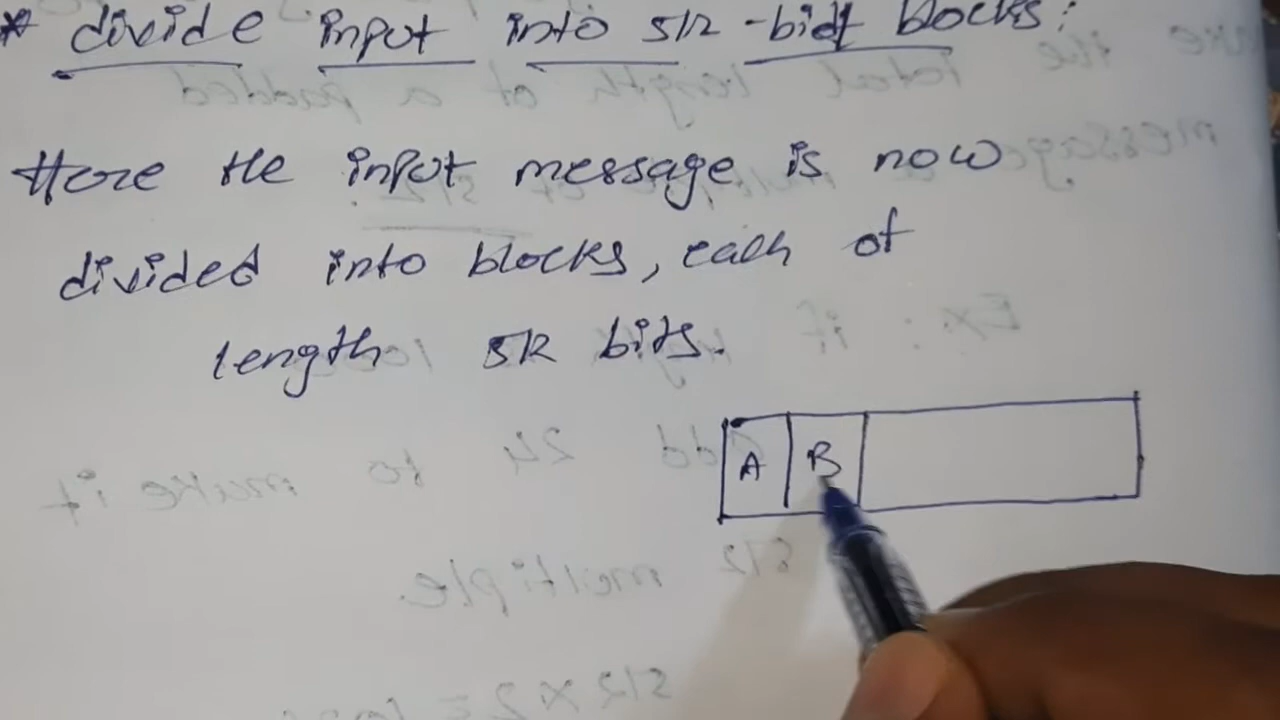 * divide input into 512-bit blocks:
Here the input message is now
divided into blocks, each of
length 512 bits.
A B